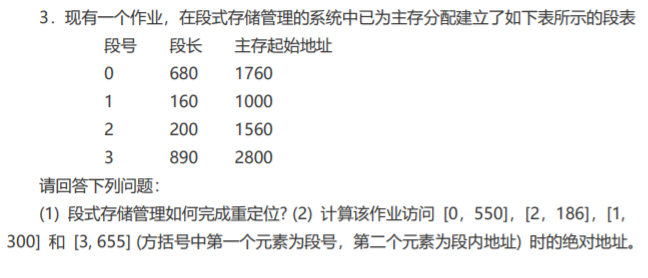 3．现有一个作业，在段式存储管理的系统中已为主存分配建立了如下表所示的段表
段号 段长 主存起始地址
0 680 1760
1 160 1000
2 200 1560
3 890 2800
请回答下列问题：
(1) 段式存储管理如何完成重定位? (2) 计算该作业访问 [0，550]，[2，186]，[1，
300] 和 [3, 655] (方括号中第一个元素为段号，第二个元素为段内地址) 时的绝对地址。